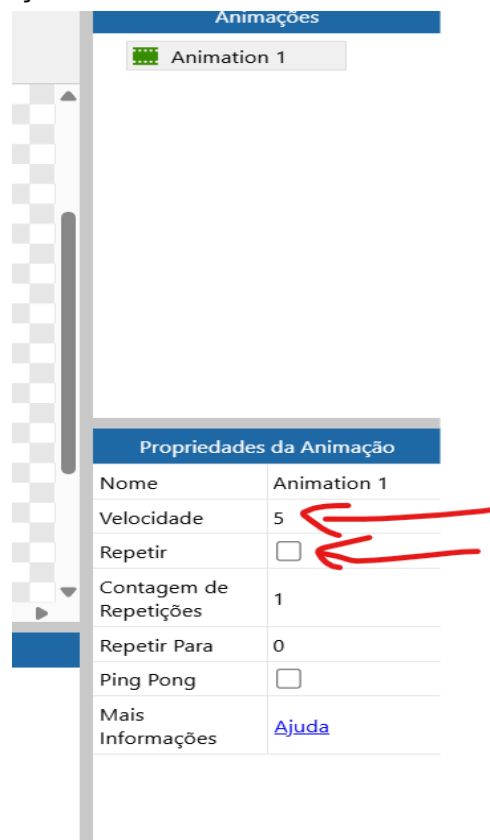 Animações
Animation 1
Propriedades da Animação
Nome Animation 1
Velocidade 5
Repetir
Contagem de
Repetições 1
Repetir Para 0
Ping Pong
Mais
Informações Ajuda